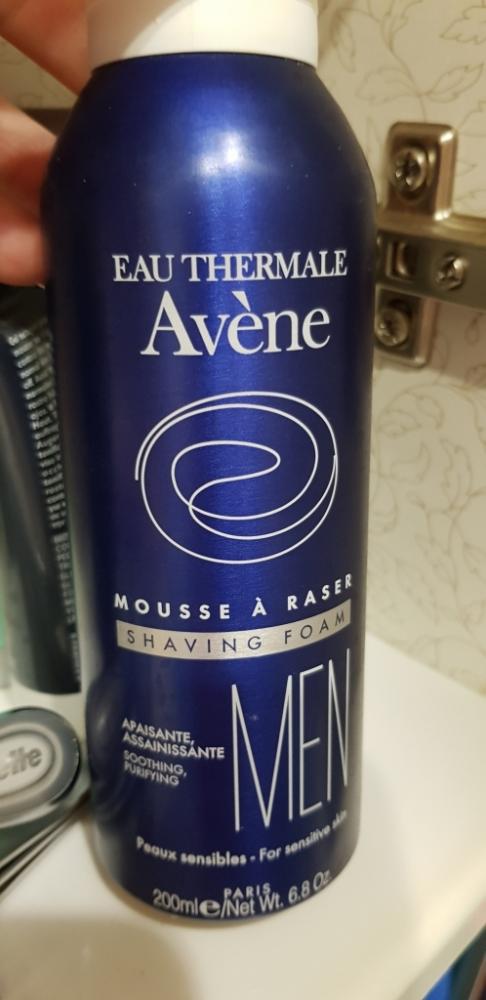 EAU THERMALE
Avène
MOUSSE À RASER
SHAVING FOAM
MEN
APAISANTE,
ASSAINISSANTE
SOOTHING,
PURIFYING
Peaux sensibles - For sensitive skin
PARIS
200ml℮/Net Wt. 6.8 Oz.